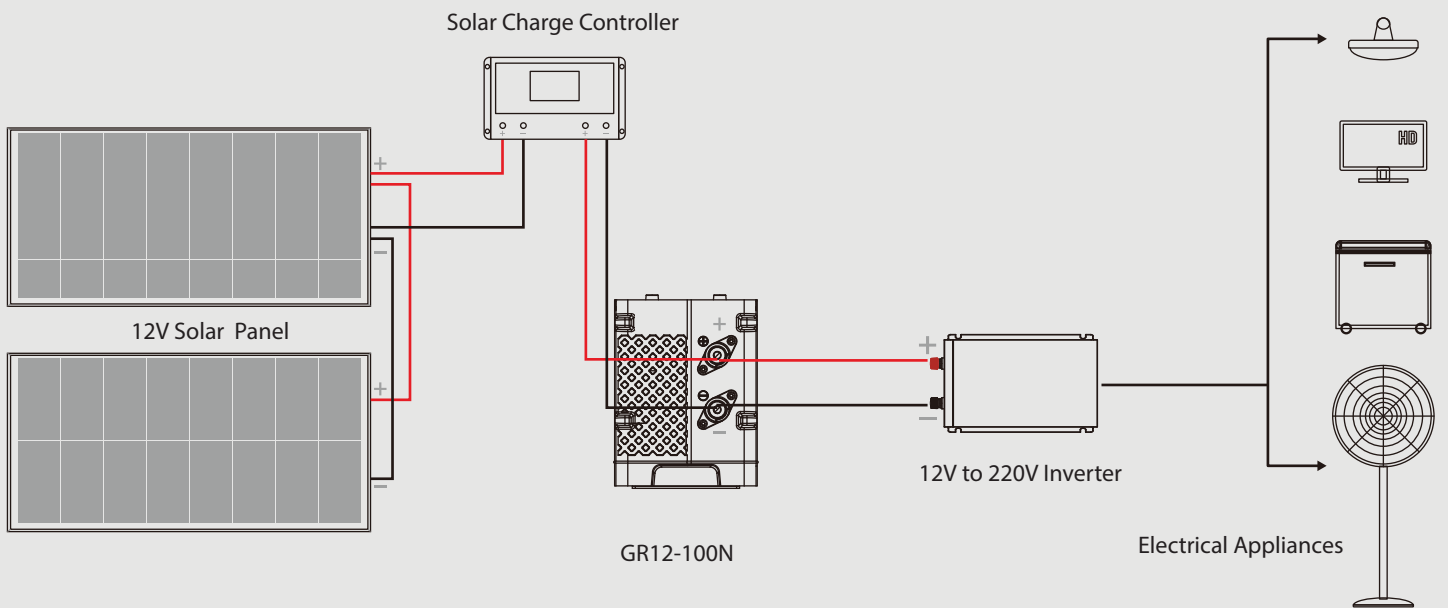 Solar Charge Controller
+ − + −
+
−
12V Solar Panel
+
−
HD
+
−
+
−
+
−
12V to 220V Inverter
GR12-100N
Electrical Appliances